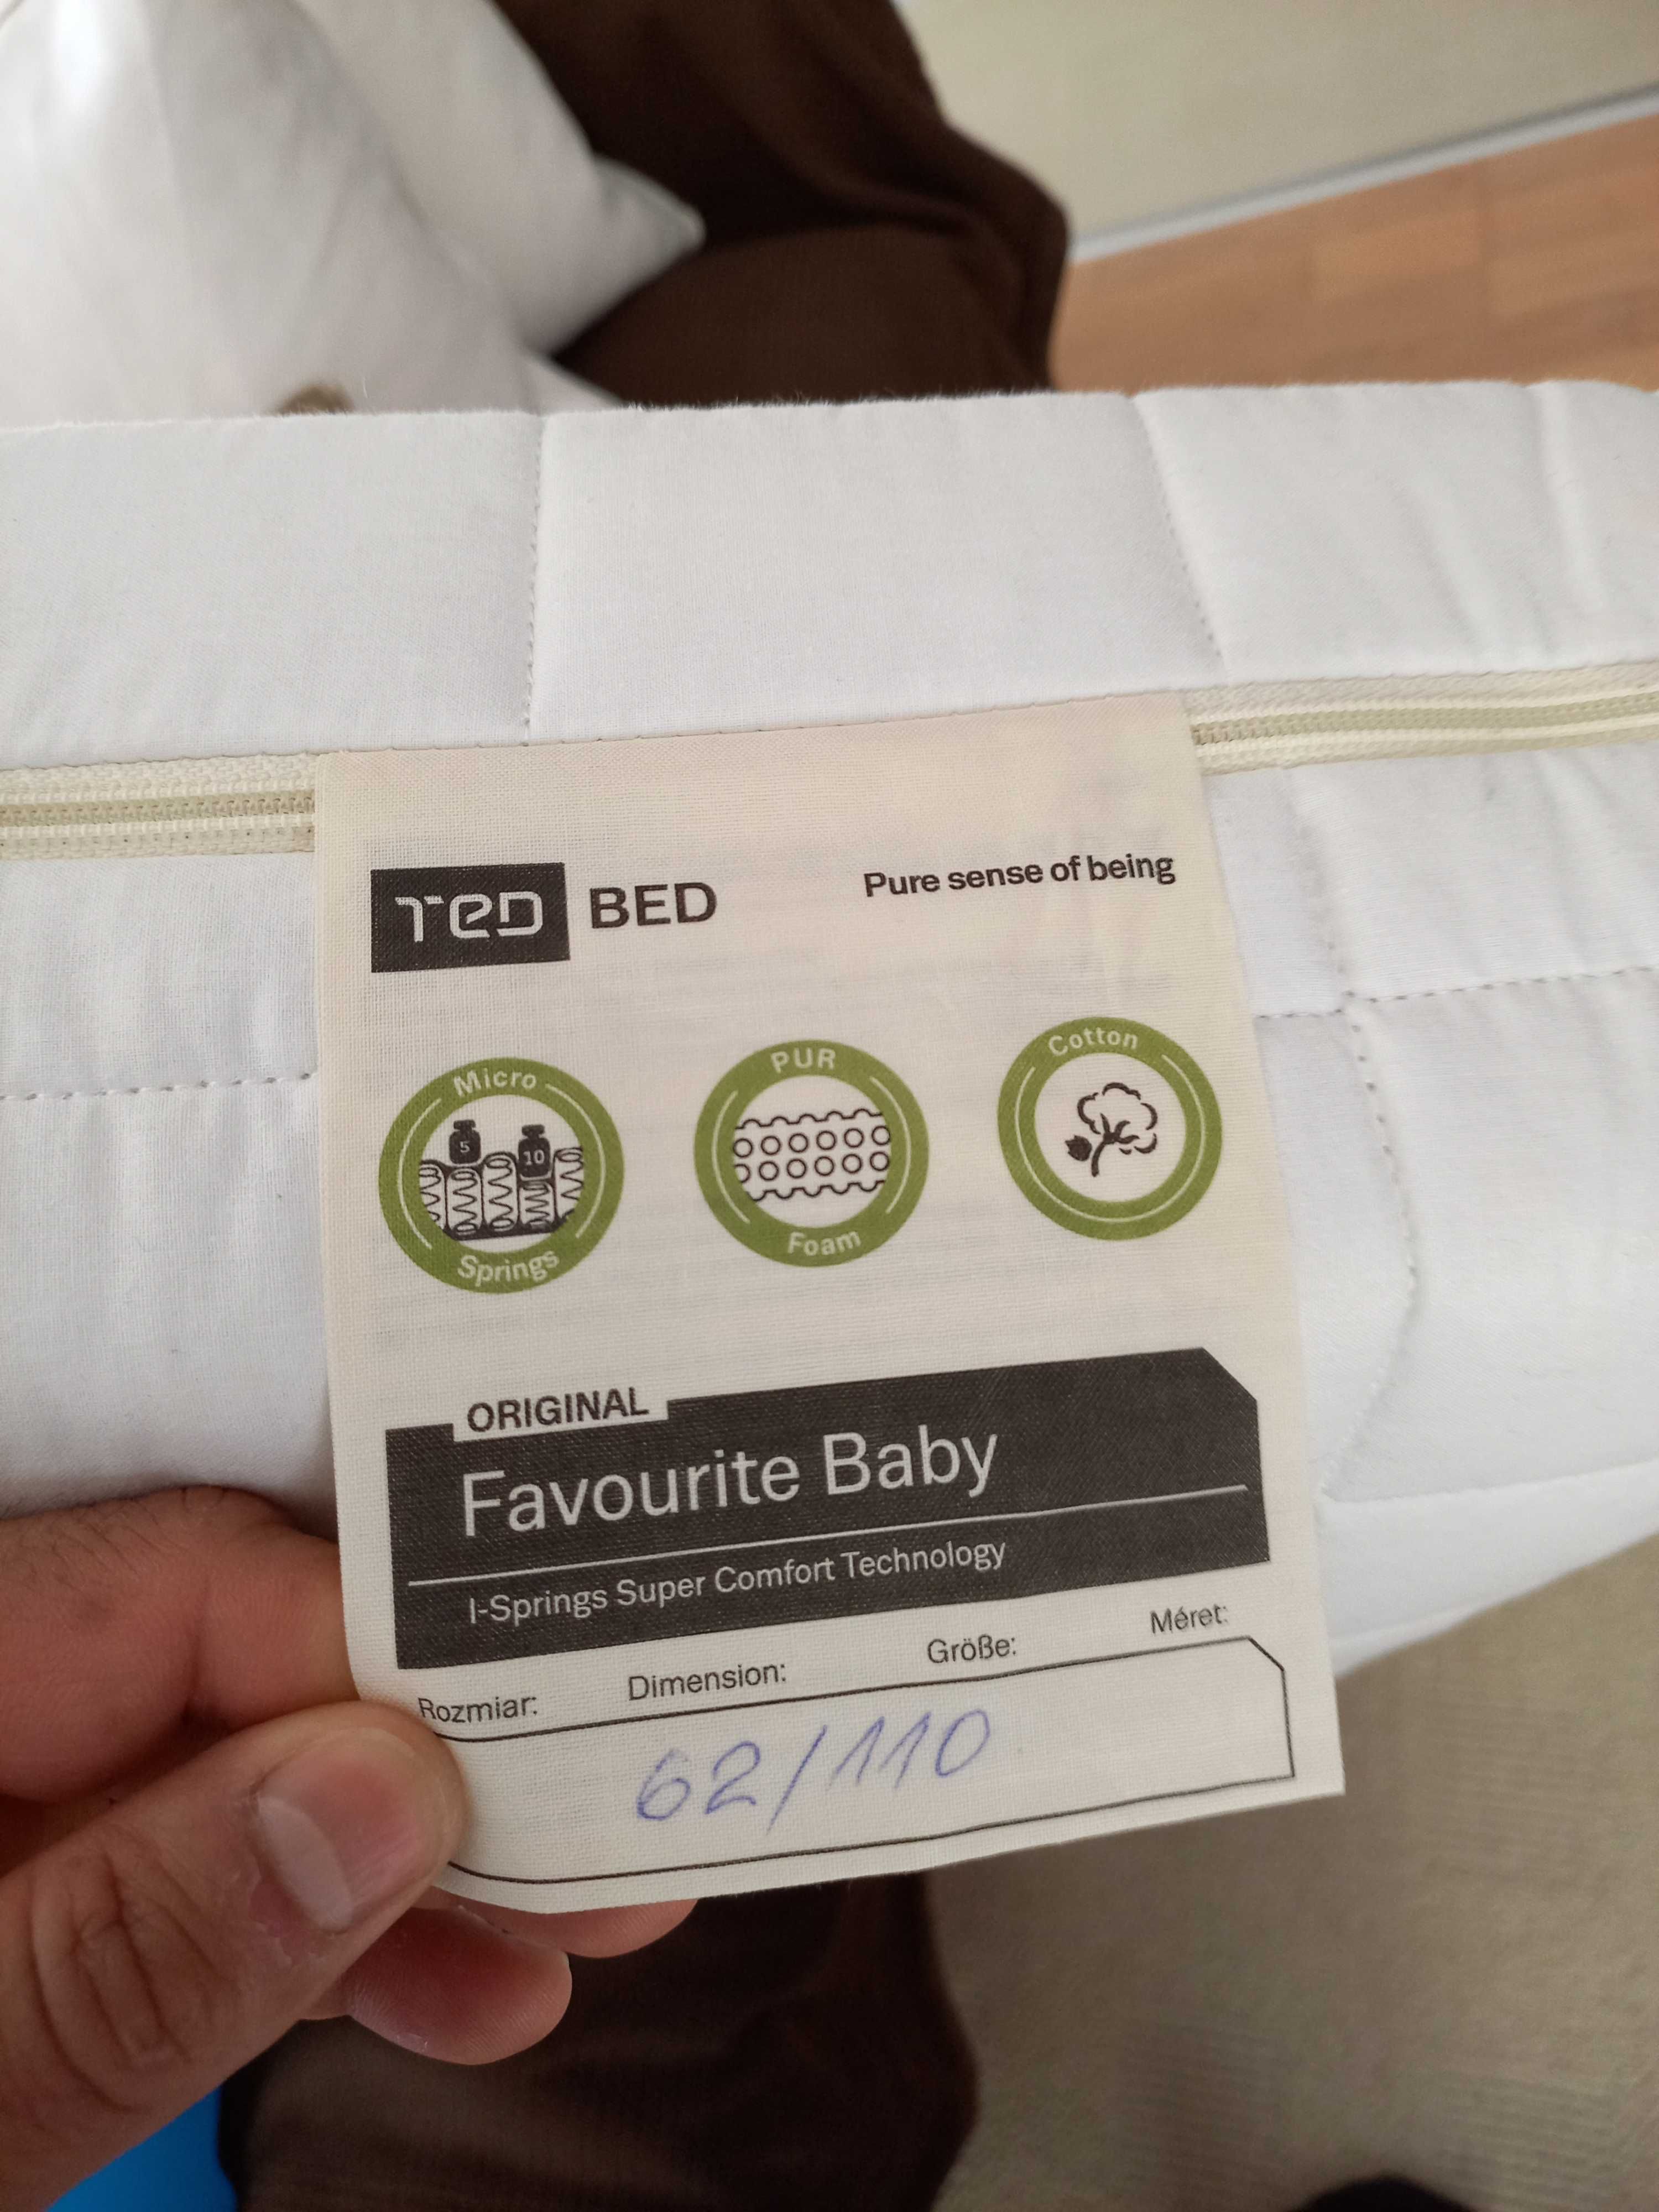 TED BED
Pure sense of being
Micro
5
10
Springs
PUR
Foam
Cotton
ORIGINAL
Favourite Baby
I-Springs Super Comfort Technology
Rozmiar: Dimension: Größe: Méret:
62/110